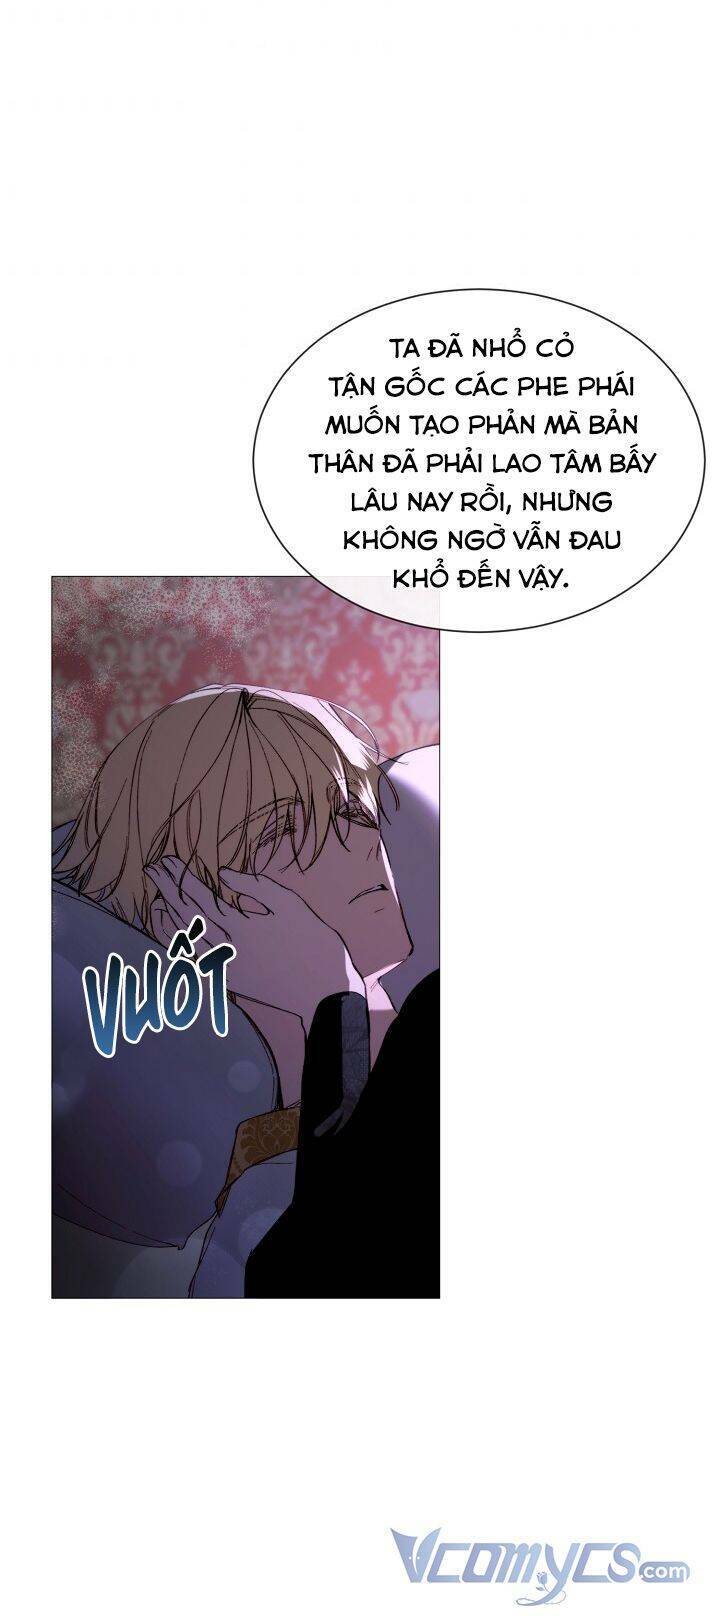 TA ĐÃ NHỔ CỎ
TẬN GỐC CÁC PHE PHÁI
MUỐN TẠO PHẢN MÀ BẢN
THÂN ĐÃ PHẢI LAO TÂM BẤY
LÂU NAY RỒI, NHƯNG
KHÔNG NGỜ VẪN ĐAU
KHỔ ĐẾN VẬY.
VUỐT
VCOMYCS.com